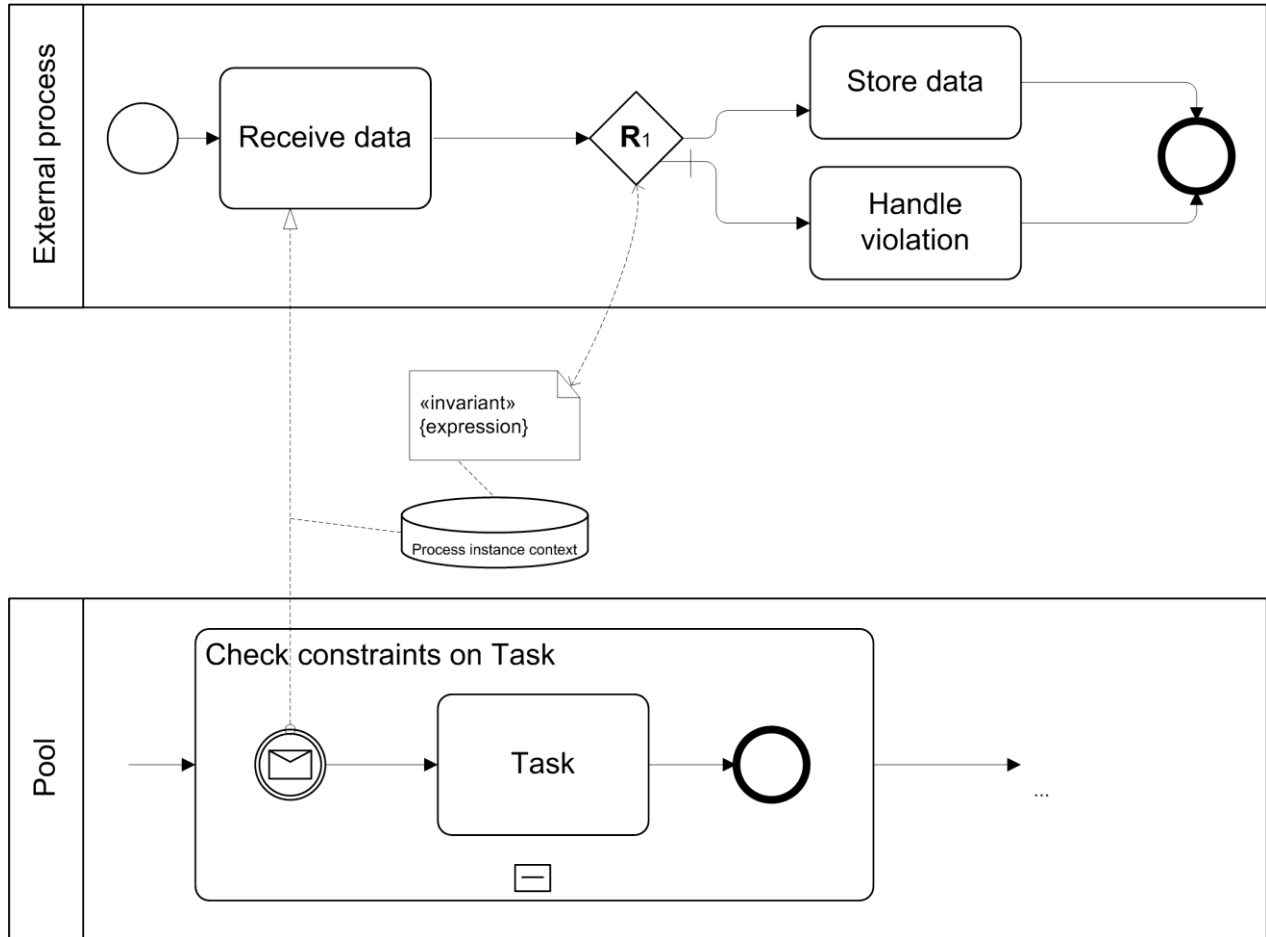 External process
Receive data
R1
Store data
Handle
violation
«invariant»
{expression}
Process instance context
Pool
Check constraints on Task
Task
...